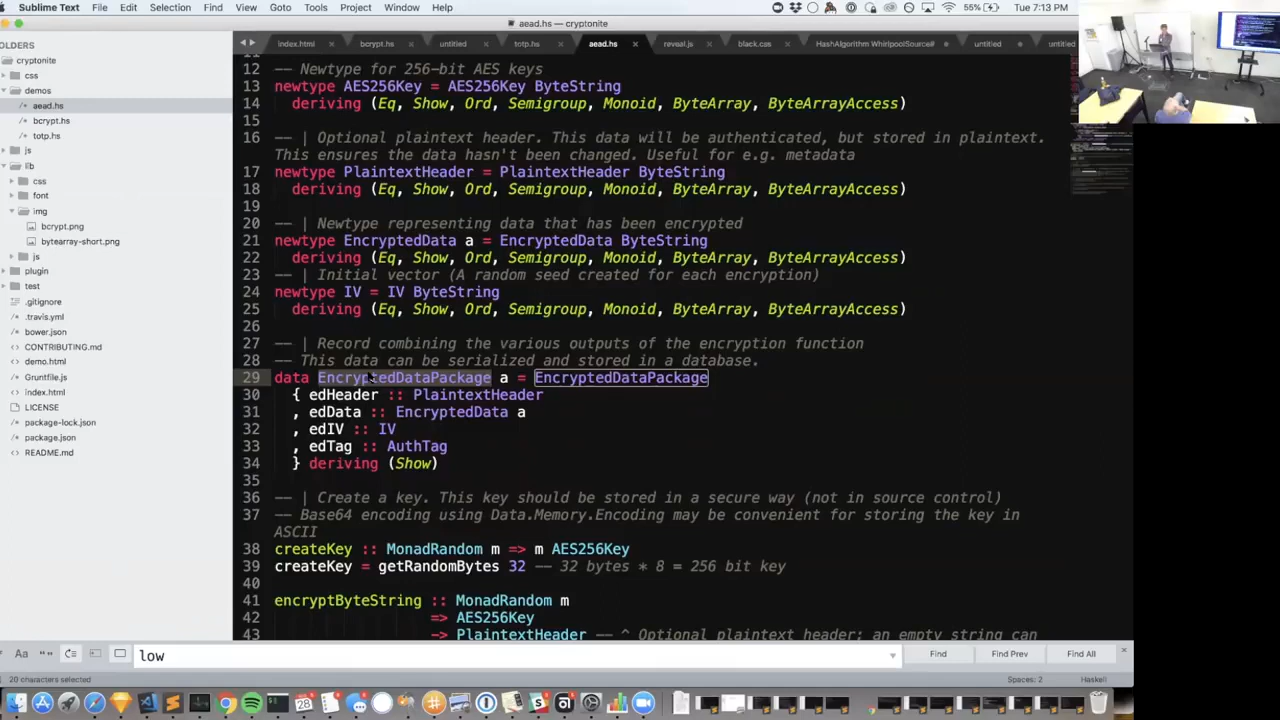 Sublime Text File Edit Selection Find View Goto Tools Project Window Help 55% Tue 7:13 PM
aead.hs — cryptonite
OLDERS
index.html bcrypt.hs untitled totp.hs aead.hs reveal.js black.css HashAlgorithm WhirlpoolSource# untitled untitled
cryptonite
css
demos
aead.hs
bcrypt.hs
totp.hs
js
lib
css
font
img
bcrypt.png
bytearray-short.png
js
plugin
test
.gitignore
.travis.yml
bower.json
CONTRIBUTING.md
demo.html
Gruntfile.js
index.html
LICENSE
package-lock.json
package.json
README.md
12 -- Newtype for 256-bit AES keys
13 newtype AES256Key = AES256Key ByteString
14 deriving (Eq, Show, Ord, Semigroup, Monoid, ByteArray, ByteArrayAccess)
15
16 -- | Optional plaintext header. This data will be authenticated, but stored in plaintext.
This ensures the data hasn't been changed. Useful for e.g. metadata
17 newtype PlaintextHeader = PlaintextHeader ByteString
18 deriving (Eq, Show, Ord, Semigroup, Monoid, ByteArray, ByteArrayAccess)
19
20 -- | Newtype representing data that has been encrypted
21 newtype EncryptedData a = EncryptedData ByteString
22 deriving (Eq, Show, Ord, Semigroup, Monoid, ByteArray, ByteArrayAccess)
23 -- | Initial vector (A random seed created for each encryption)
24 newtype IV = IV ByteString
25 deriving (Eq, Show, Ord, Semigroup, Monoid, ByteArray, ByteArrayAccess)
26
27 -- | Record combining the various outputs of the encryption function
28 -- This data can be serialized and stored in a database.
29 data EncryptedDataPackage a = EncryptedDataPackage
30 { edHeader :: PlaintextHeader
31 , edData :: EncryptedData a
32 , edIV :: IV
33 , edTag :: AuthTag
34 } deriving (Show)
35
36 -- | Create a key. This key should be stored in a secure way (not in source control)
37 -- Base64 encoding using Data.Memory.Encoding may be convenient for storing the key in
ASCII
38 createKey :: MonadRandom m => m AES256Key
39 createKey = getRandomBytes 32 -- 32 bytes * 8 = 256 bit key
40
41 encryptByteString :: MonadRandom m
42 => AES256Key
43 -> PlaintextHeader -- ^ Optional plaintext header; an empty string can
Aa low Find Find Prev Find All
20 characters selected Spaces: 2 Haskell